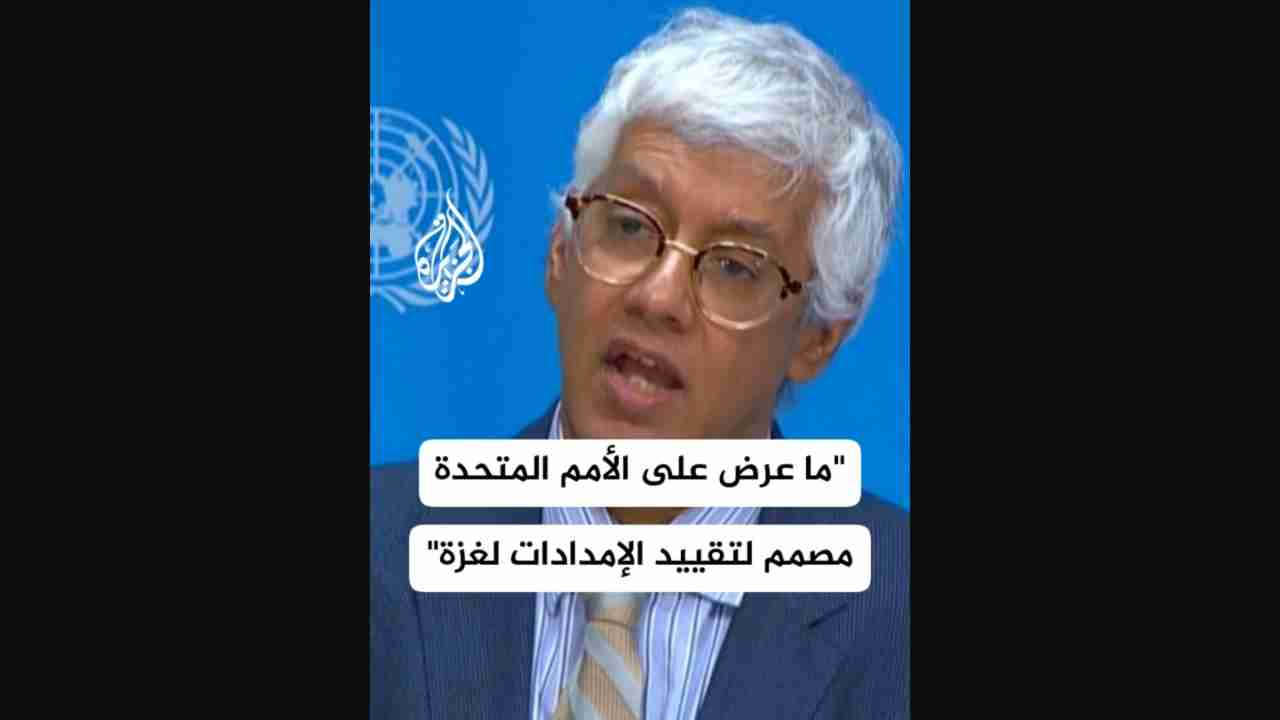 الجزيرة
"ما عرض على الأمم المتحدة
مصمم لتقييد الإمدادات لغزة"